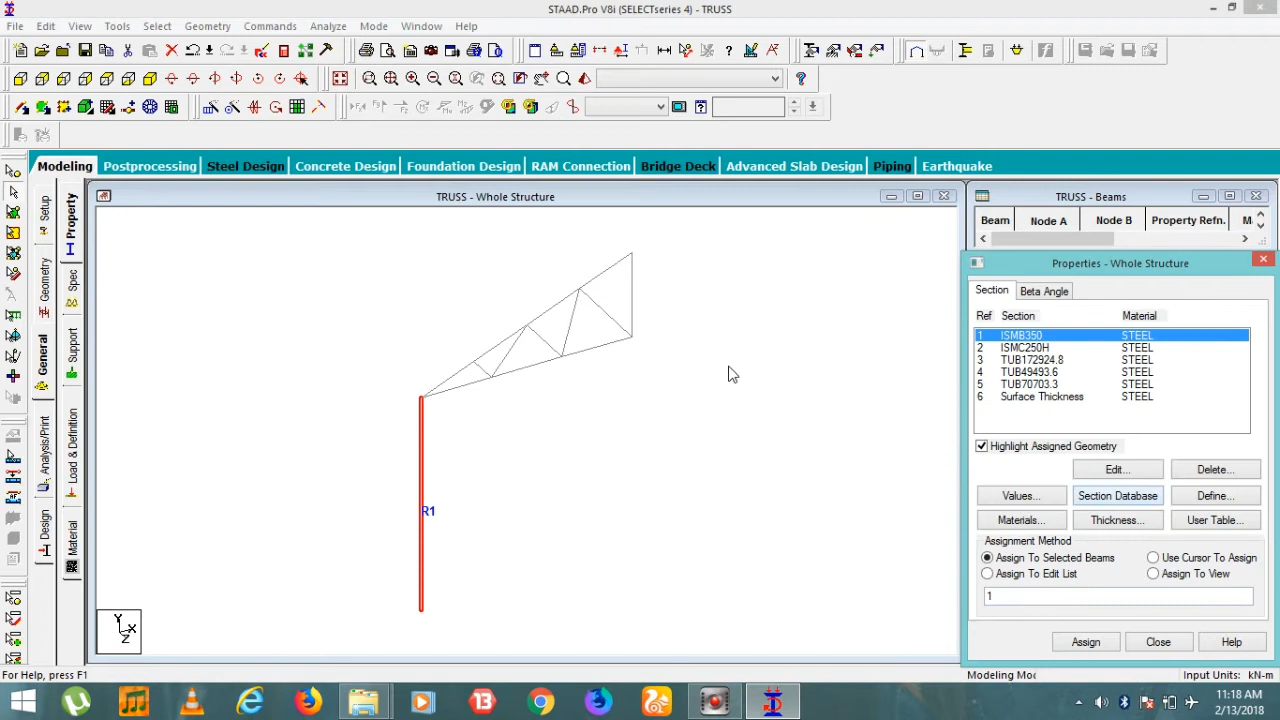 STAAD.Pro V8i (SELECTseries 4) - TRUSS
File Edit View Tools Select Geometry Commands Analyze Mode Window Help
Modeling Postprocessing Steel Design Concrete Design Foundation Design RAM Connection Bridge Deck Advanced Slab Design Piping Earthquake
Setup
Geometry
General
Analysis/Print
Design
Property
Spec
Support
Load & Definition
Material
TRUSS - Whole Structure
R1
Y
X
Z
TRUSS - Beams
Beam Node A Node B Property Refn.
Properties - Whole Structure
Section Beta Angle
Ref Section Material
1 ISMB350 STEEL
2 ISMC250H STEEL
3 TUB172924.8 STEEL
4 TUB49493.6 STEEL
5 TUB70703.3 STEEL
6 Surface Thickness STEEL
Highlight Assigned Geometry
Edit... Delete...
Values... Section Database Define...
Materials... Thickness... User Table...
Assignment Method
Assign To Selected Beams Use Cursor To Assign
Assign To Edit List Assign To View
1
Assign Close Help
For Help, press F1
Modeling Mod Input Units: kN-m
13
11:18 AM
2/13/2018